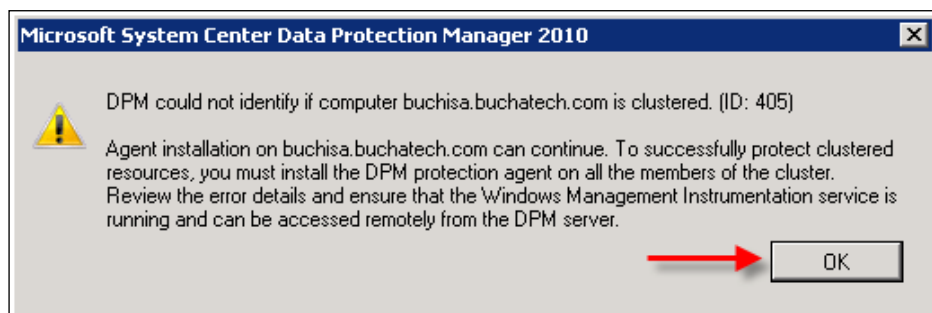 Microsoft System Center Data Protection Manager 2010
DPM could not identify if computer buchisa.buchatech.com is clustered. (ID: 405)
Agent installation on buchisa.buchatech.com can continue. To successfully protect clustered
resources, you must install the DPM protection agent on all the members of the cluster.
Review the error details and ensure that the Windows Management Instrumentation service is
running and can be accessed remotely from the DPM server.
OK